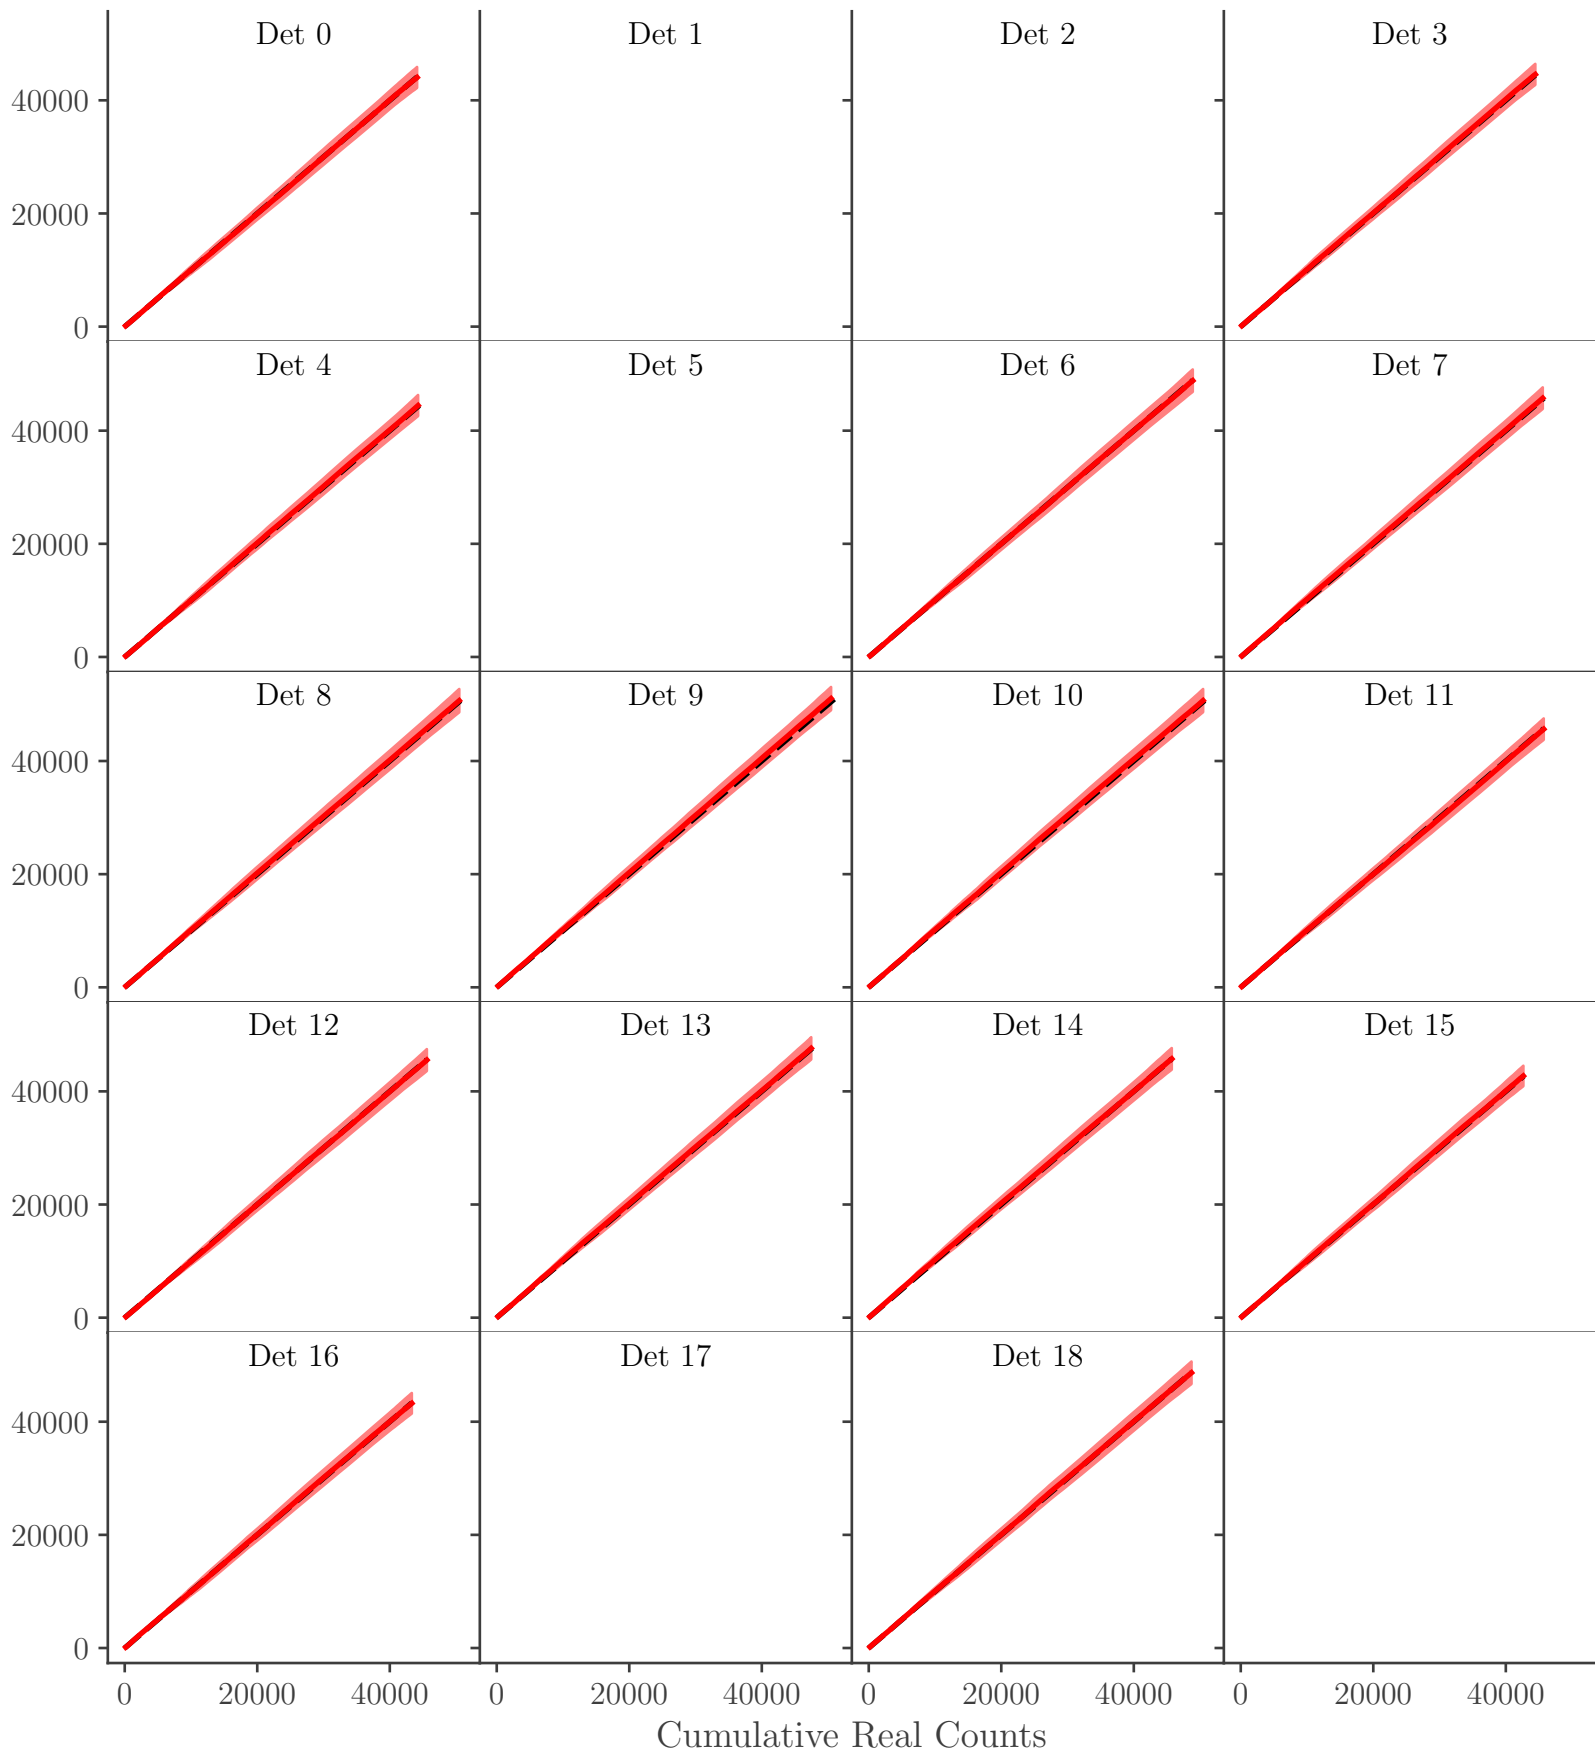 Det 0 Det 1 Det 2 Det 3
40000
20000
0
Det 4 Det 5 Det 6 Det 7
40000
20000
0
Det 8 Det 9 Det 10 Det 11
40000
20000
0
Det 12 Det 13 Det 14 Det 15
40000
20000
0
Det 16 Det 17 Det 18
40000
20000
0
0 20000 40000 0 20000 40000 0 20000 40000 0 20000 40000
Cumulative Real Counts